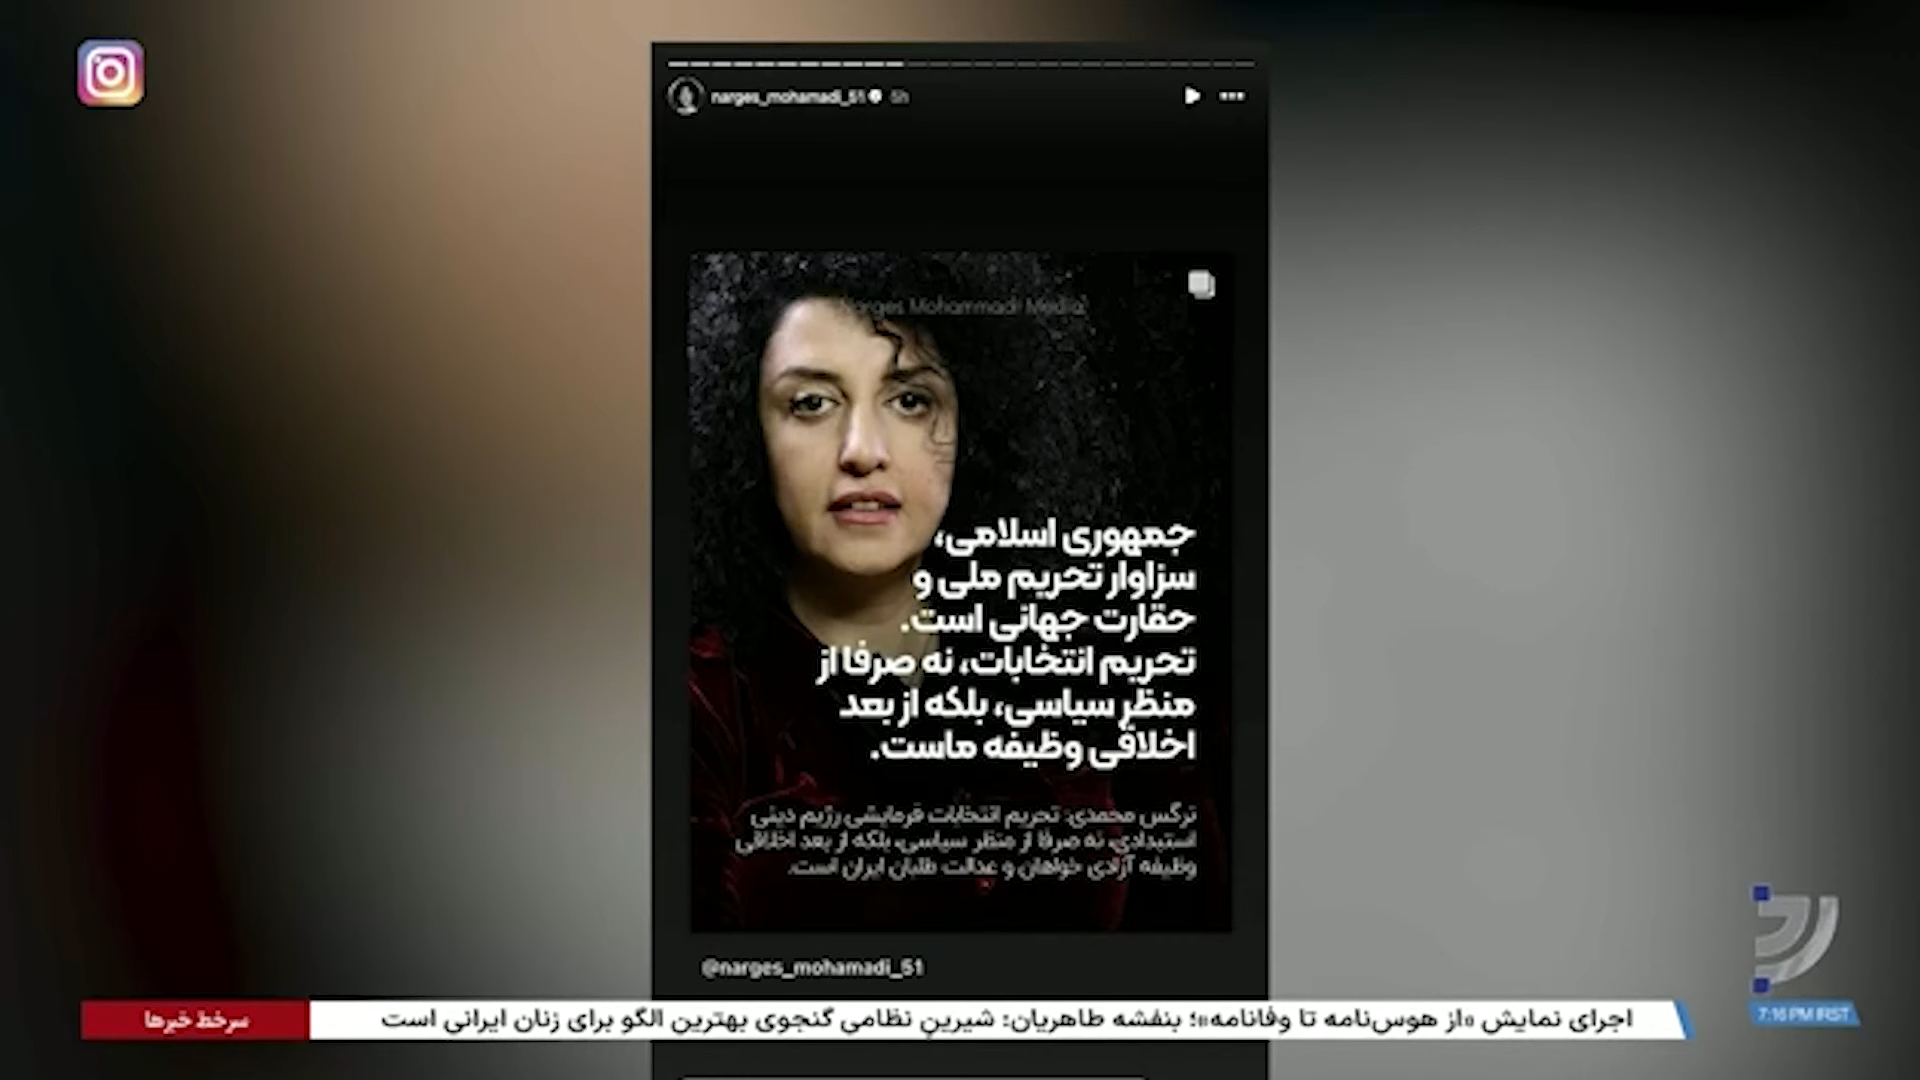 narges_mohamadi_51 5h
Narges Mohammadi Media
جمهوری اسلامی،
سزاوار تحریم ملی و
حقارت جهانی است.
تحریم انتخابات، نه صرفا از
منظر سیاسی، بلکه از بعد
اخلاقی وظیفه ماست.
نرگس محمدی: تحریم انتخابات فرمایشی رژیم دینی
استبدادی، نه صرفا از منظر سیاسی، بلکه از بعد اخلاقی
وظیفه آزادی خواهان و عدالت طلبان ایران است.
@narges_mohamadi_51
سرخط خبرها
اجرای نمایش «از هوس‌نامه تا وفانامه»؛ بنفشه طاهریان: شیرینِ نظامی گنجوی بهترین الگو برای زنان ایرانی است
7:16 PM IRST